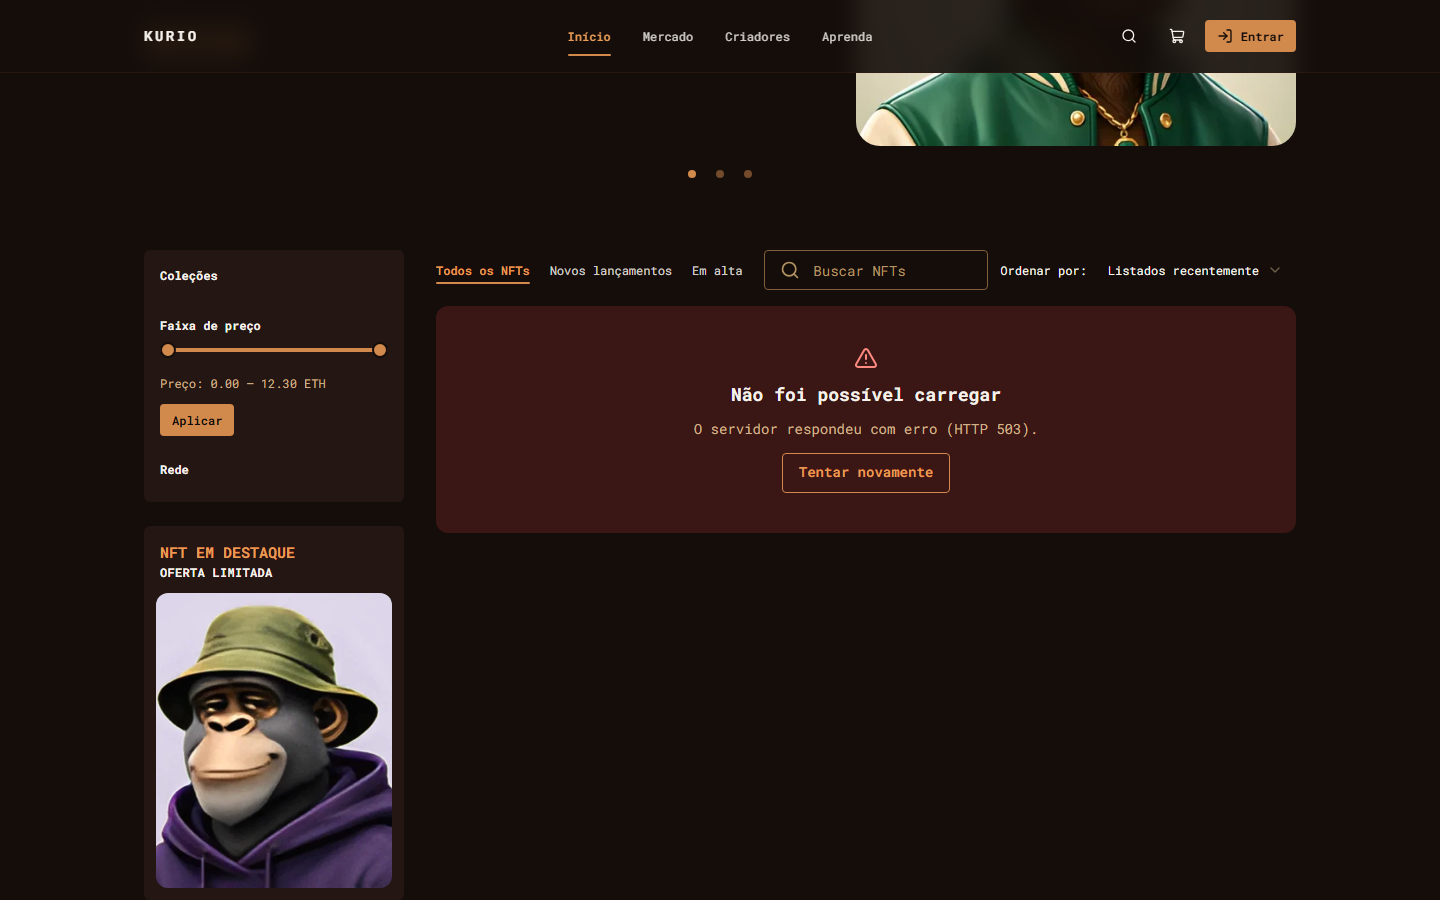 KURIO
Início
Mercado
Criadores
Aprenda
Entrar
Coleções
Faixa de preço
Preço: 0.00 – 12.30 ETH
Aplicar
Rede
Todos os NFTs
Novos lançamentos
Em alta
Buscar NFTs
Ordenar por:
Listados recentemente
Não foi possível carregar
O servidor respondeu com erro (HTTP 503).
Tentar novamente
NFT EM DESTAQUE
OFERTA LIMITADA